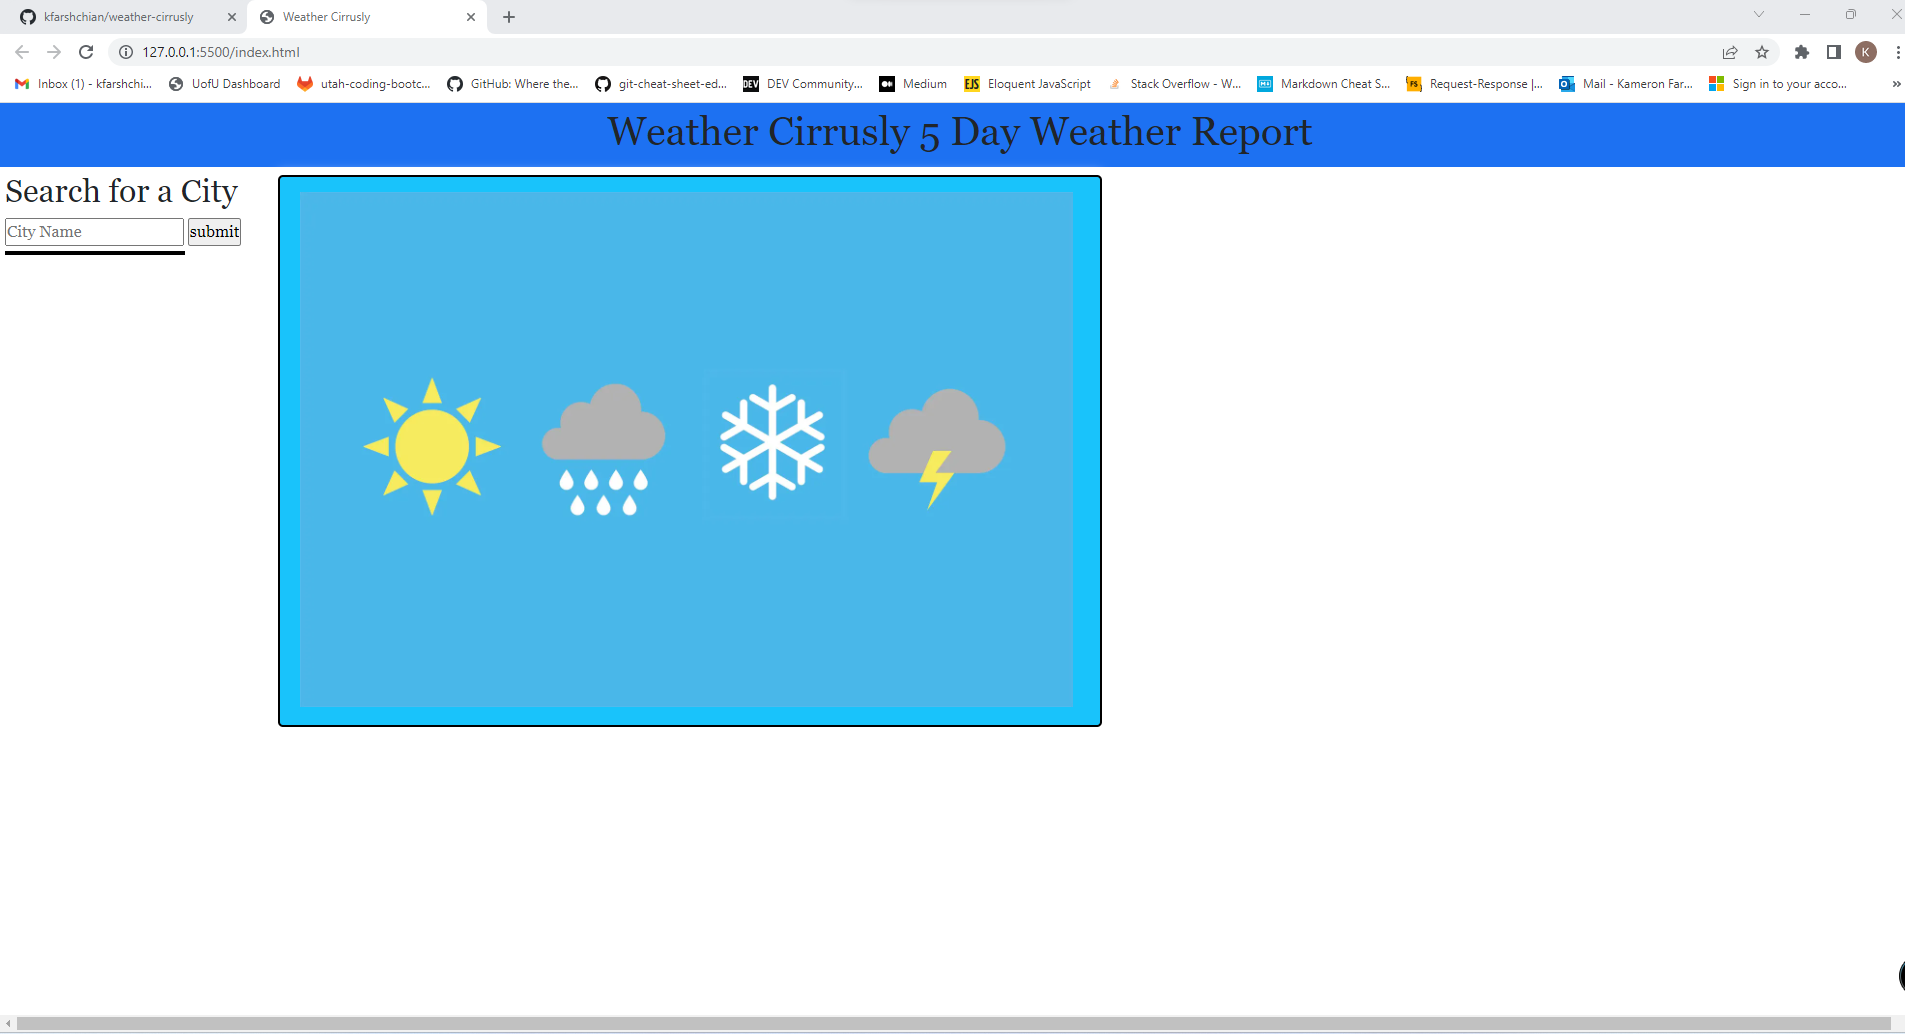 kfarshchian/weather-cirrusly
Weather Cirrusly
127.0.0.1:5500/index.html
K
Inbox (1) - kfarshchi...
UofU Dashboard
utah-coding-bootc...
GitHub: Where the...
git-cheat-sheet-ed...
DEV
DEV Community...
Medium
EJS
Eloquent JavaScript
Stack Overflow - W...
Markdown Cheat S...
FS
Request-Response |...
Mail - Kameron Far...
Sign in to your acco...
»
Weather Cirrusly 5 Day Weather Report
Search for a City
City Name
submit